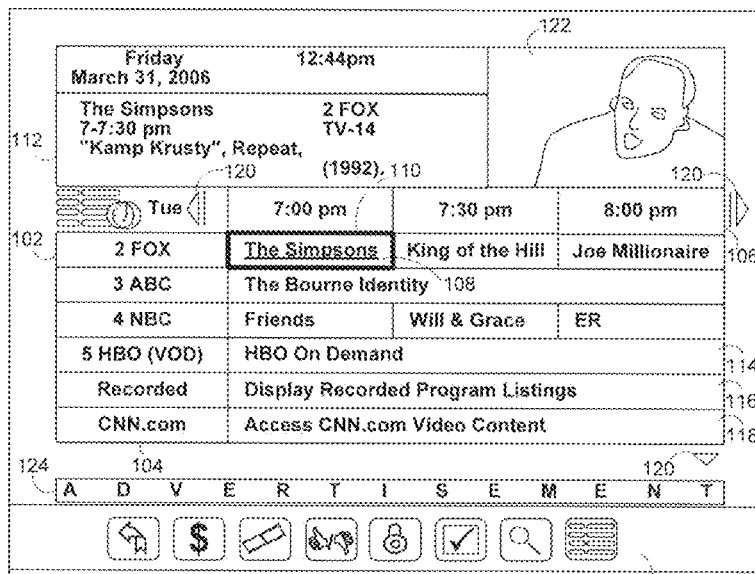 122
Friday 12:44pm
March 31, 2006
The Simpsons 2 FOX
7-7:30 pm TV-14
"Kamp Krusty", Repeat,
(1992),
112
120
110
120
Tue 7:00 pm 7:30 pm 8:00 pm
102
106
2 FOX The Simpsons King of the Hill Joe Millionaire
3 ABC The Bourne Identity 108
4 NBC Friends Will & Grace ER
5 HBO (VOD) HBO On Demand
114
Recorded Display Recorded Program Listings
116
CNN.com Access CNN.com Video Content
118
124 104 120
A D V E R T I S E M E N T
$